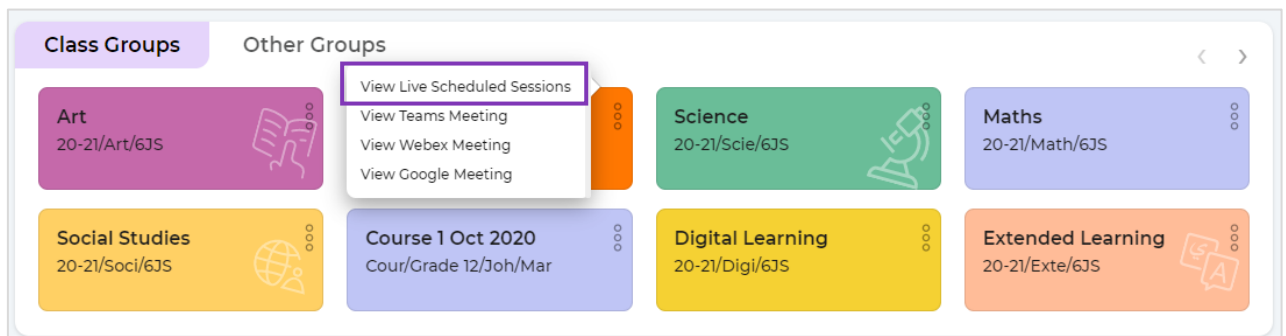 Class Groups
Other Groups
View Live Scheduled Sessions
View Teams Meeting
View Webex Meeting
View Google Meeting
Art
20-21/Art/6JS
Science
20-21/Scie/6JS
Maths
20-21/Math/6JS
Social Studies
20-21/Soci/6JS
Course 1 Oct 2020
Cour/Grade 12/Joh/Mar
Digital Learning
20-21/Digi/6JS
Extended Learning
20-21/Exte/6JS